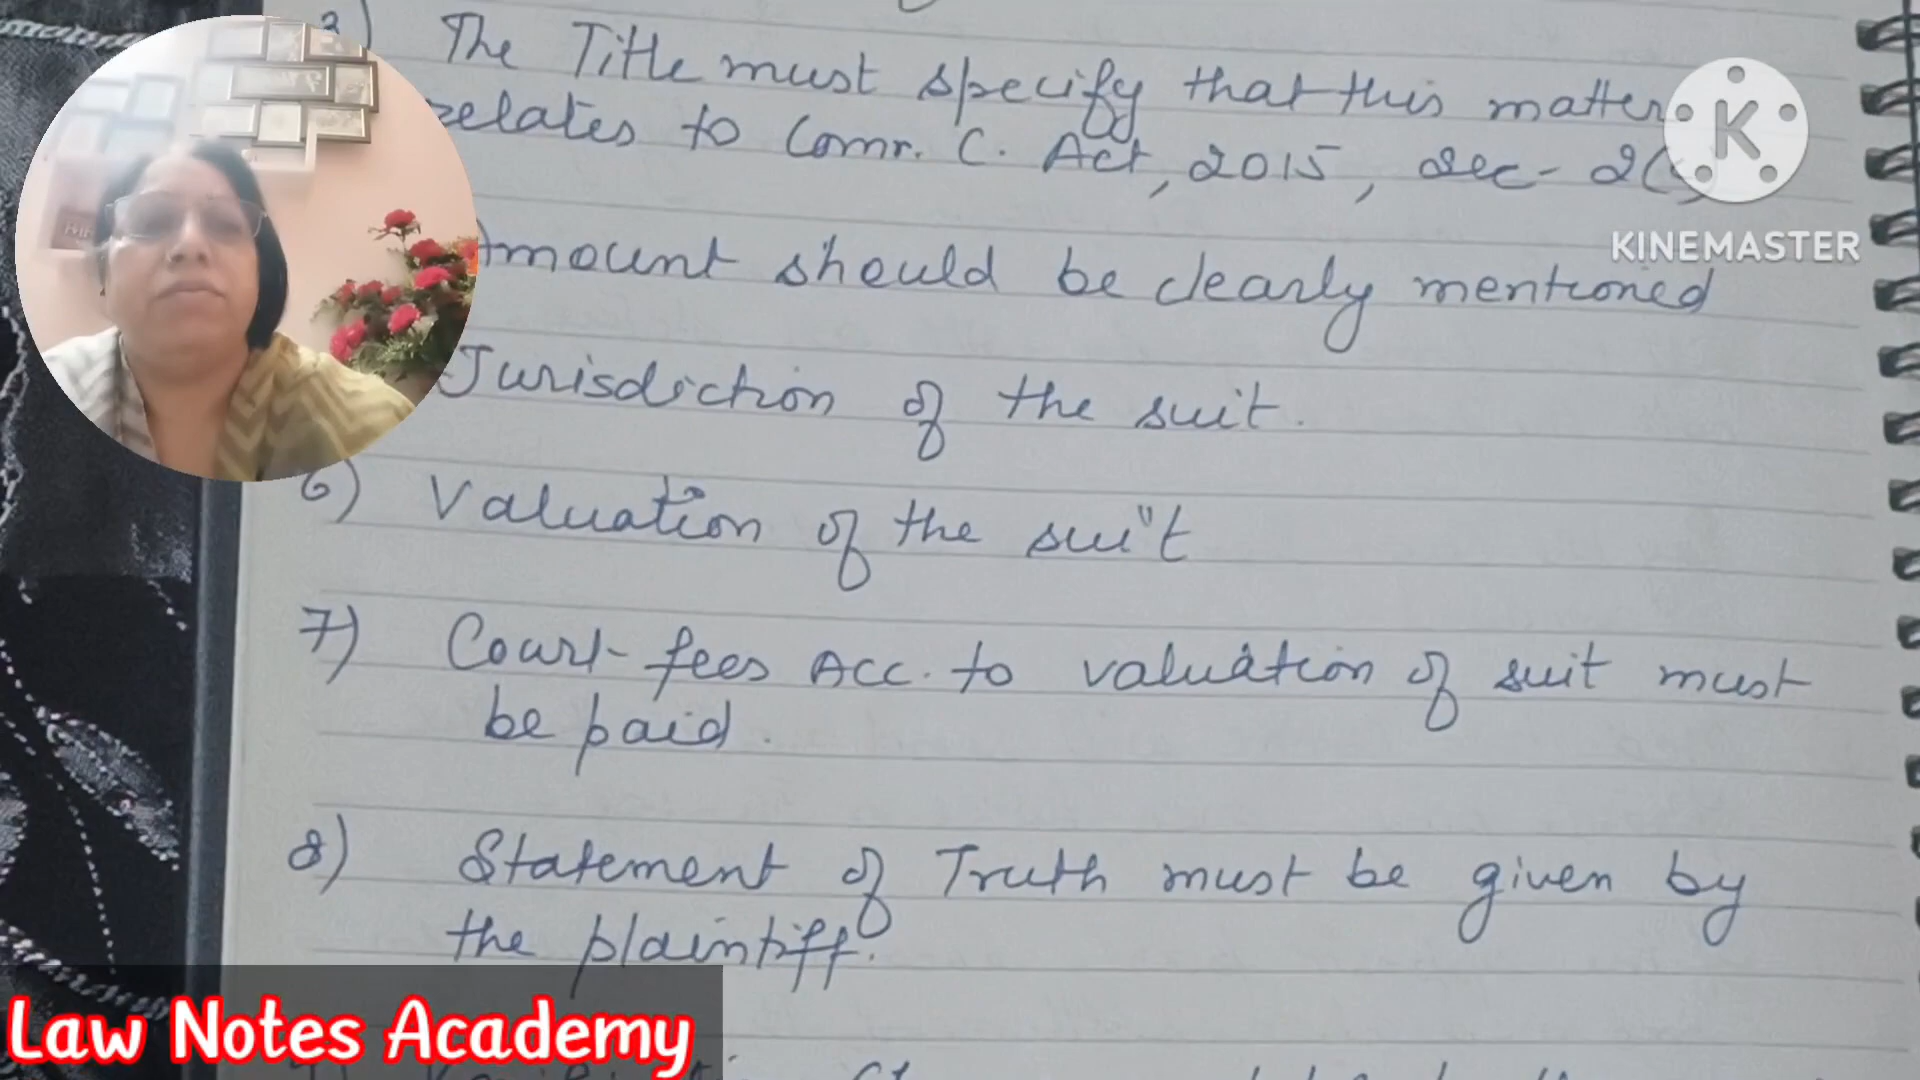 3) The Title must specify that this matter
relates to Comr. C. Act, 2015, Sec- 2(
Amount should be clearly mentioned
Jurisdiction of the suit.
6) Valuation of the suit
7) Court-fees Acc. to valuation of suit must
be paid.
8) Statement of Truth must be given by
the plaintiff.
KINEMASTER
Law Notes Academy